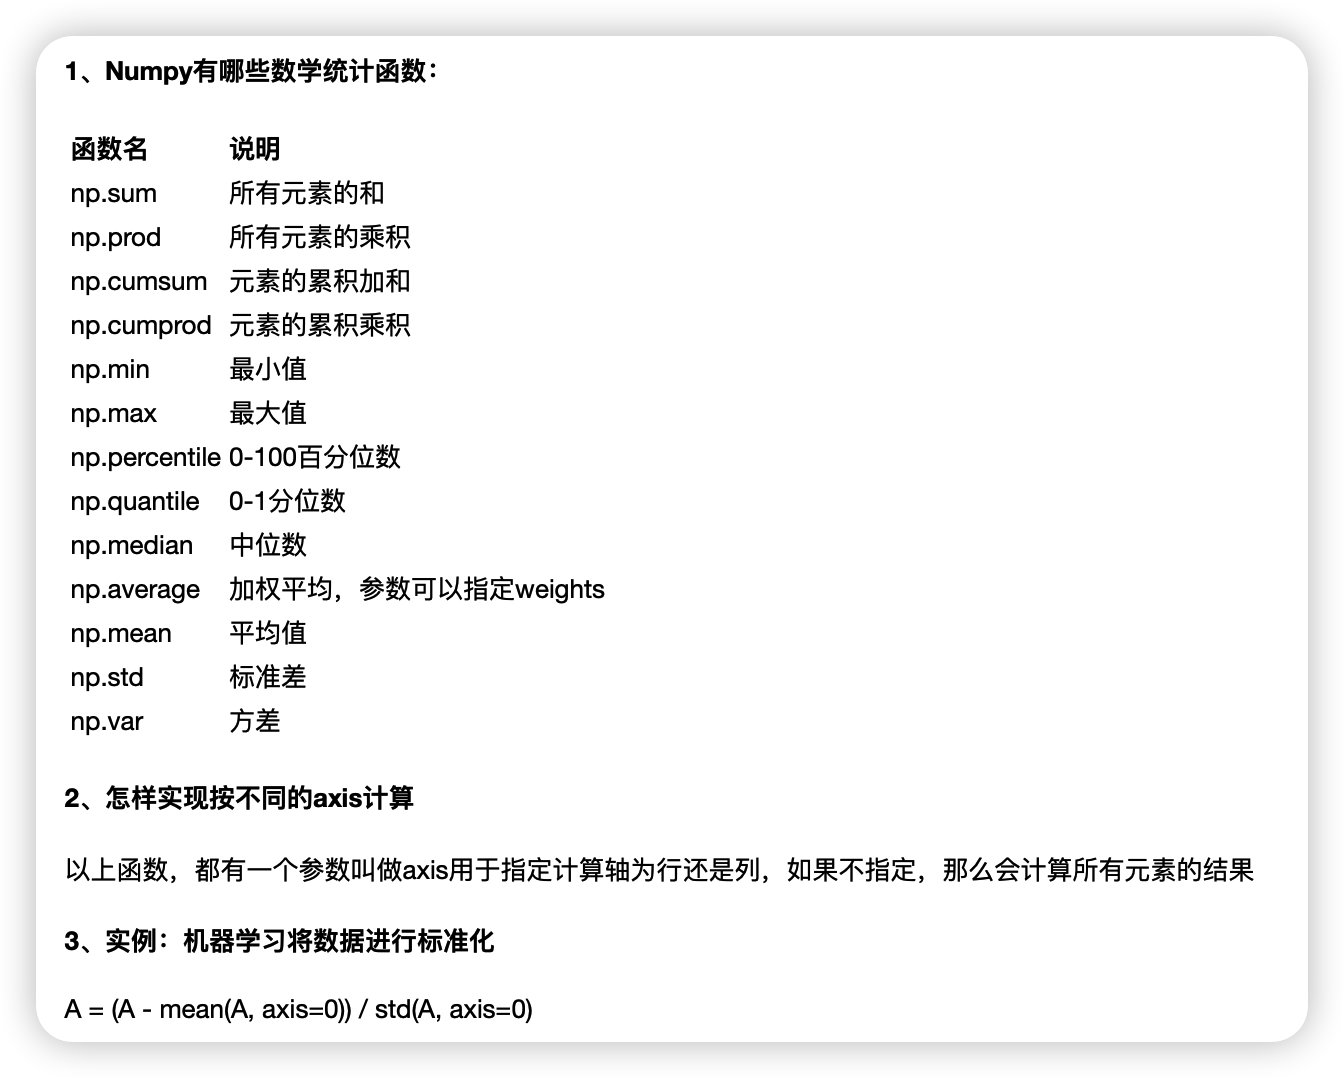 1、Numpy有哪些数学统计函数：
函数名 说明
np.sum 所有元素的和
np.prod 所有元素的乘积
np.cumsum 元素的累积加和
np.cumprod 元素的累积乘积
np.min 最小值
np.max 最大值
np.percentile 0-100百分位数
np.quantile 0-1分位数
np.median 中位数
np.average 加权平均，参数可以指定weights
np.mean 平均值
np.std 标准差
np.var 方差
2、怎样实现按不同的axis计算
以上函数，都有一个参数叫做axis用于指定计算轴为行还是列，如果不指定，那么会计算所有元素的结果
3、实例：机器学习将数据进行标准化
A = (A - mean(A, axis=0)) / std(A, axis=0)